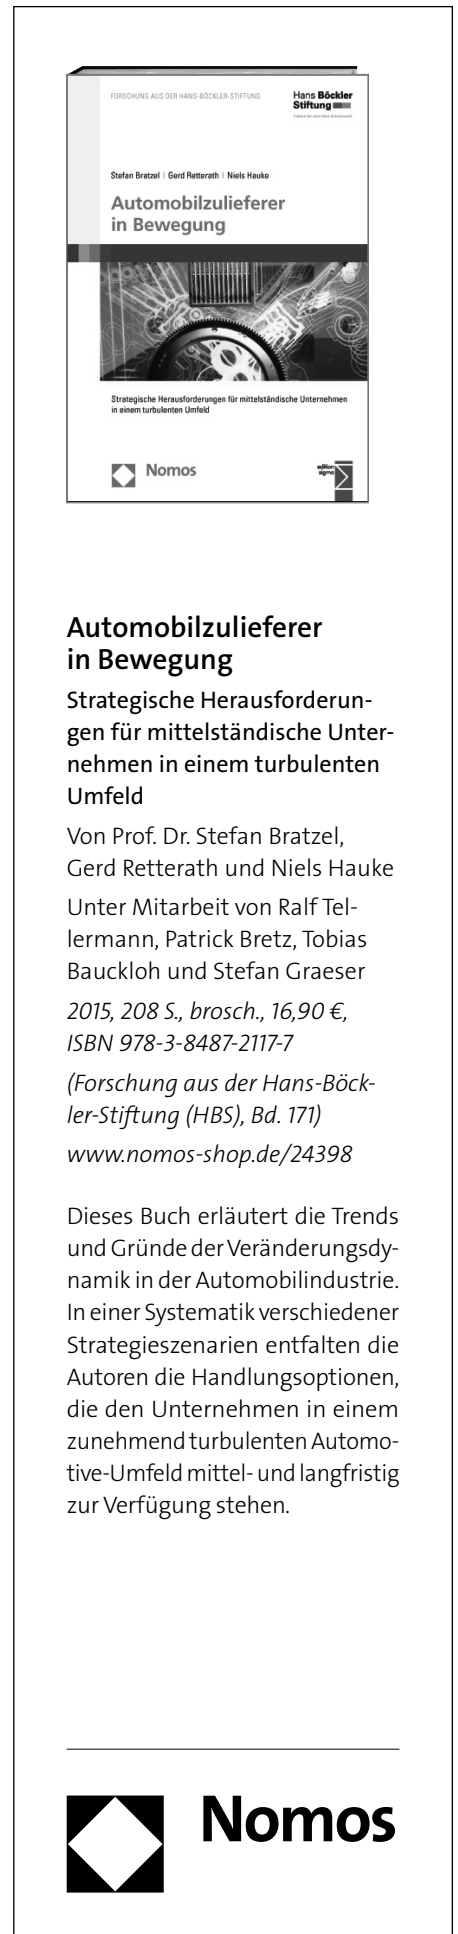 FORSCHUNG AUS DER HANS-BÖCKLER-STIFTUNG
Hans Böckler
Stiftung
Stefan Bratzel | Gerd Retterath | Niels Hauke
Automobilzulieferer
in Bewegung
Strategische Herausforderungen für mittelständische Unternehmen
in einem turbulenten Umfeld
Nomos
edition
sigma
Automobilzulieferer
in Bewegung
Strategische Herausforderun-
gen für mittelständische Unter-
nehmen in einem turbulenten
Umfeld
Von Prof. Dr. Stefan Bratzel,
Gerd Retterath und Niels Hauke
Unter Mitarbeit von Ralf Tel-
lermann, Patrick Bretz, Tobias
Bauckloh und Stefan Graeser
2015, 208 S., brosch., 16,90 €,
ISBN 978-3-8487-2117-7
(Forschung aus der Hans-Böck-
ler-Stiftung (HBS), Bd. 171)
www.nomos-shop.de/24398
Dieses Buch erläutert die Trends
und Gründe der Veränderungsdy-
namik in der Automobilindustrie.
In einer Systematik verschiedener
Strategieszenarien entfalten die
Autoren die Handlungsoptionen,
die den Unternehmen in einem
zunehmend turbulenten Automo-
tive-Umfeld mittel- und langfristig
zur Verfügung stehen.
Nomos